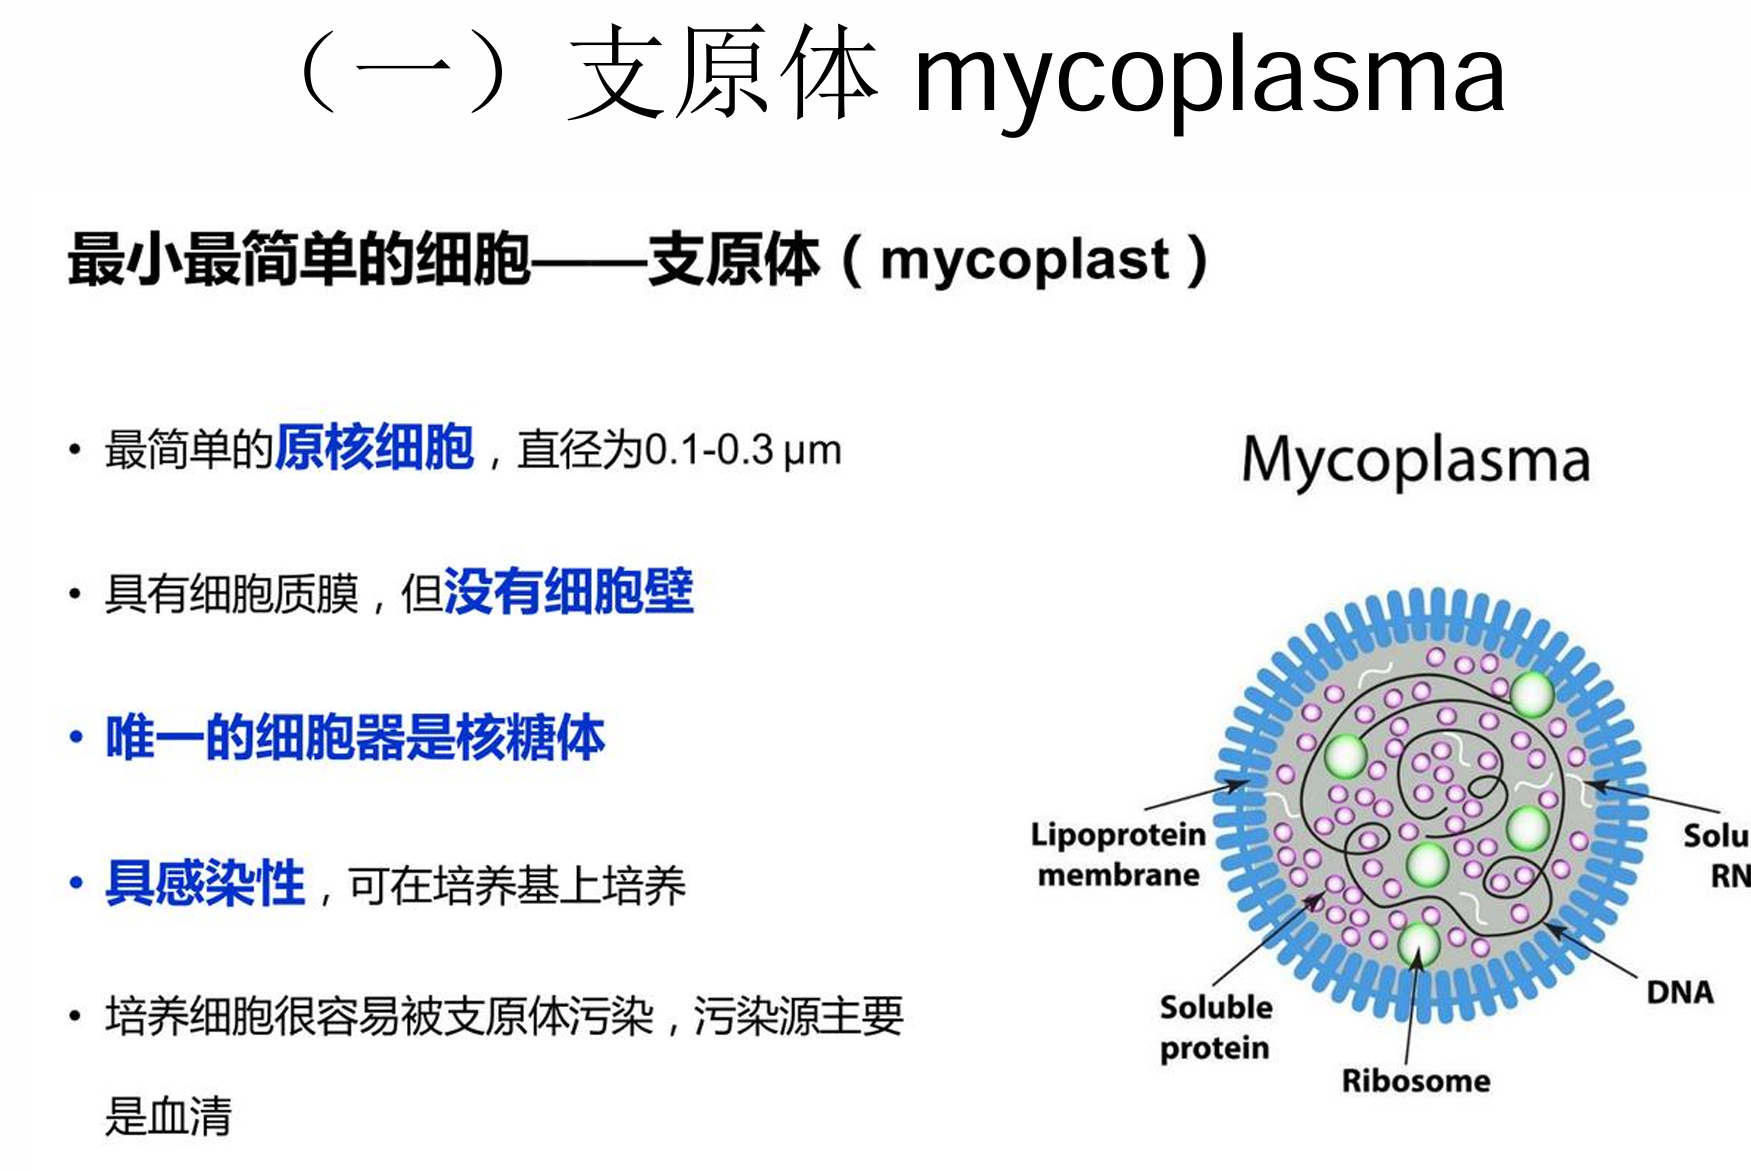 （一）支原体 mycoplasma
最小最简单的细胞——支原体（mycoplast）
• 最简单的原核细胞，直径为0.1-0.3 μm
• 具有细胞质膜，但没有细胞壁
• 唯一的细胞器是核糖体
• 具感染性，可在培养基上培养
• 培养细胞很容易被支原体污染，污染源主要
是血清
Mycoplasma
Lipoprotein
membrane
Solu
RN
DNA
Soluble
protein
Ribosome